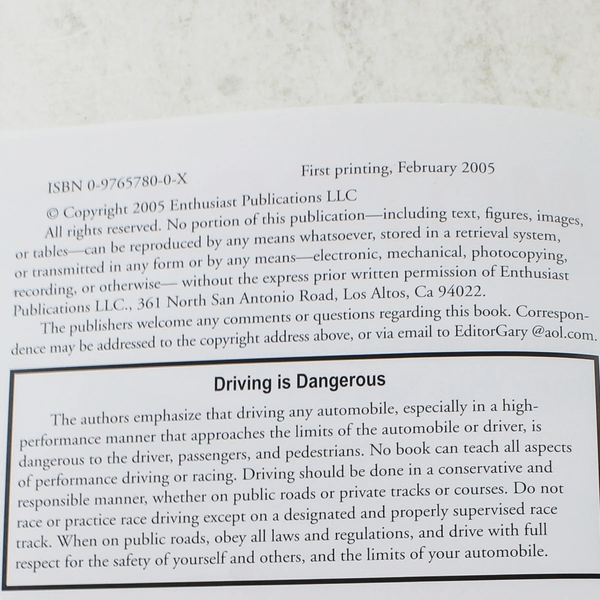 ISBN 0-9765780-0-X First printing, February 2005
© Copyright 2005 Enthusiast Publications LLC
All rights reserved. No portion of this publication—including text, figures, images,
or tables—can be reproduced by any means whatsoever, stored in a retrieval system,
or transmitted in any form or by any means—electronic, mechanical, photocopying,
recording, or otherwise— without the express prior written permission of Enthusiast
Publications LLC., 361 North San Antonio Road, Los Altos, Ca 94022.
The publishers welcome any comments or questions regarding this book. Correspon-
dence may be addressed to the copyright address above, or via email to EditorGary @aol.com.
Driving is Dangerous
The authors emphasize that driving any automobile, especially in a high-
performance manner that approaches the limits of the automobile or driver, is
dangerous to the driver, passengers, and pedestrians. No book can teach all aspects
of performance driving or racing. Driving should be done in a conservative and
responsible manner, whether on public roads or private tracks or courses. Do not
race or practice race driving except on a designated and properly supervised race
track. When on public roads, obey all laws and regulations, and drive with full
respect for the safety of yourself and others, and the limits of your automobile.